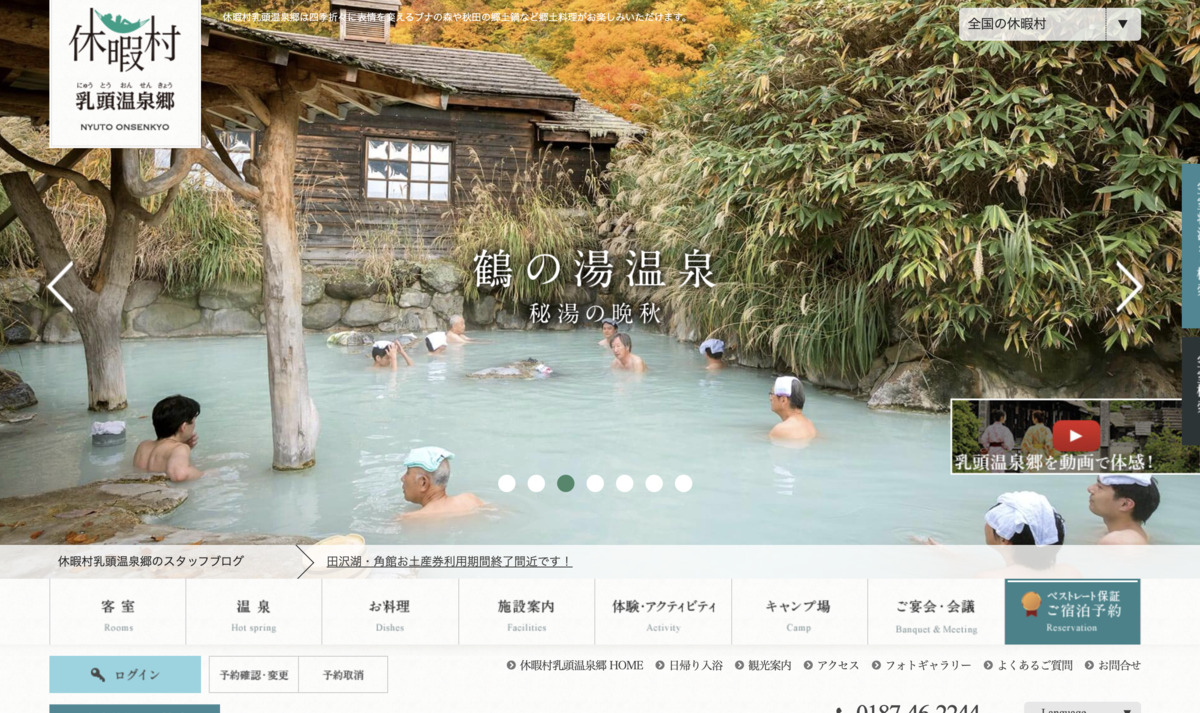 休暇村乳頭温泉郷は四季折々に表情を変えるブナの森や秋田の郷土鍋など郷土料理がお楽しみいただけます。
休暇村
にゅうとうおんせんきょう
乳頭温泉郷
NYUTO ONSENKYO
全国の休暇村 ▼
鶴の湯温泉
秘湯の晩秋
乳頭温泉郷を動画で体感!
休暇村乳頭温泉郷のスタッフブログ
田沢湖・角館お土産券利用期間終了間近です！
客室
Rooms
温泉
Hot spring
お料理
Dishes
施設案内
Facilities
体験・アクティビティ
Activity
キャンプ場
Camp
ご宴会・会議
Banquet & Meeting
ベストレート保証
ご宿泊予約
Reservation
ログイン
予約確認・変更
予約取消
休暇村乳頭温泉郷 HOME
日帰り入浴
観光案内
アクセス
フォトギャラリー
よくあるご質問
お問合せ
0187-46-2244
Language ▼